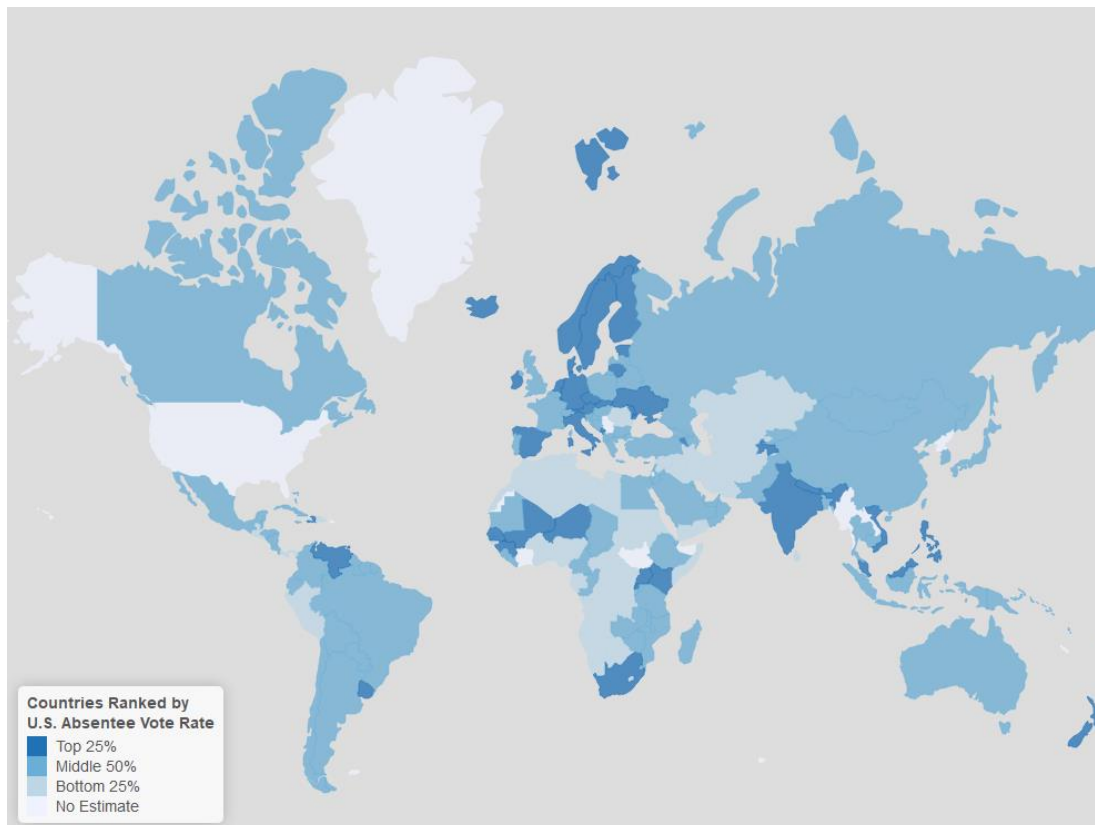 Countries Ranked by
U.S. Absentee Vote Rate
Top 25%
Middle 50%
Bottom 25%
No Estimate